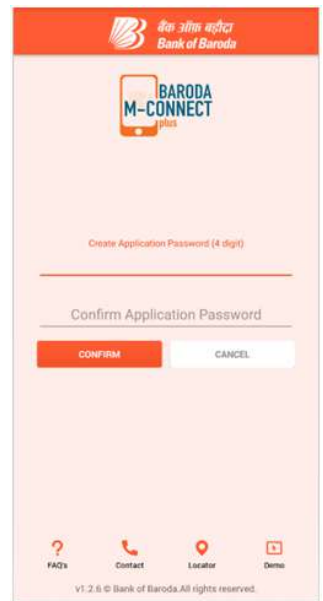 बैंक ऑफ़ बड़ौदा
Bank of Baroda
BARODA
M-CONNECT
plus
Create Application Password (4 digit)
Confirm Application Password
CONFIRM CANCEL
FAQ's Contact Locator Demo
v1.2.6 © Bank of Baroda.All rights reserved.